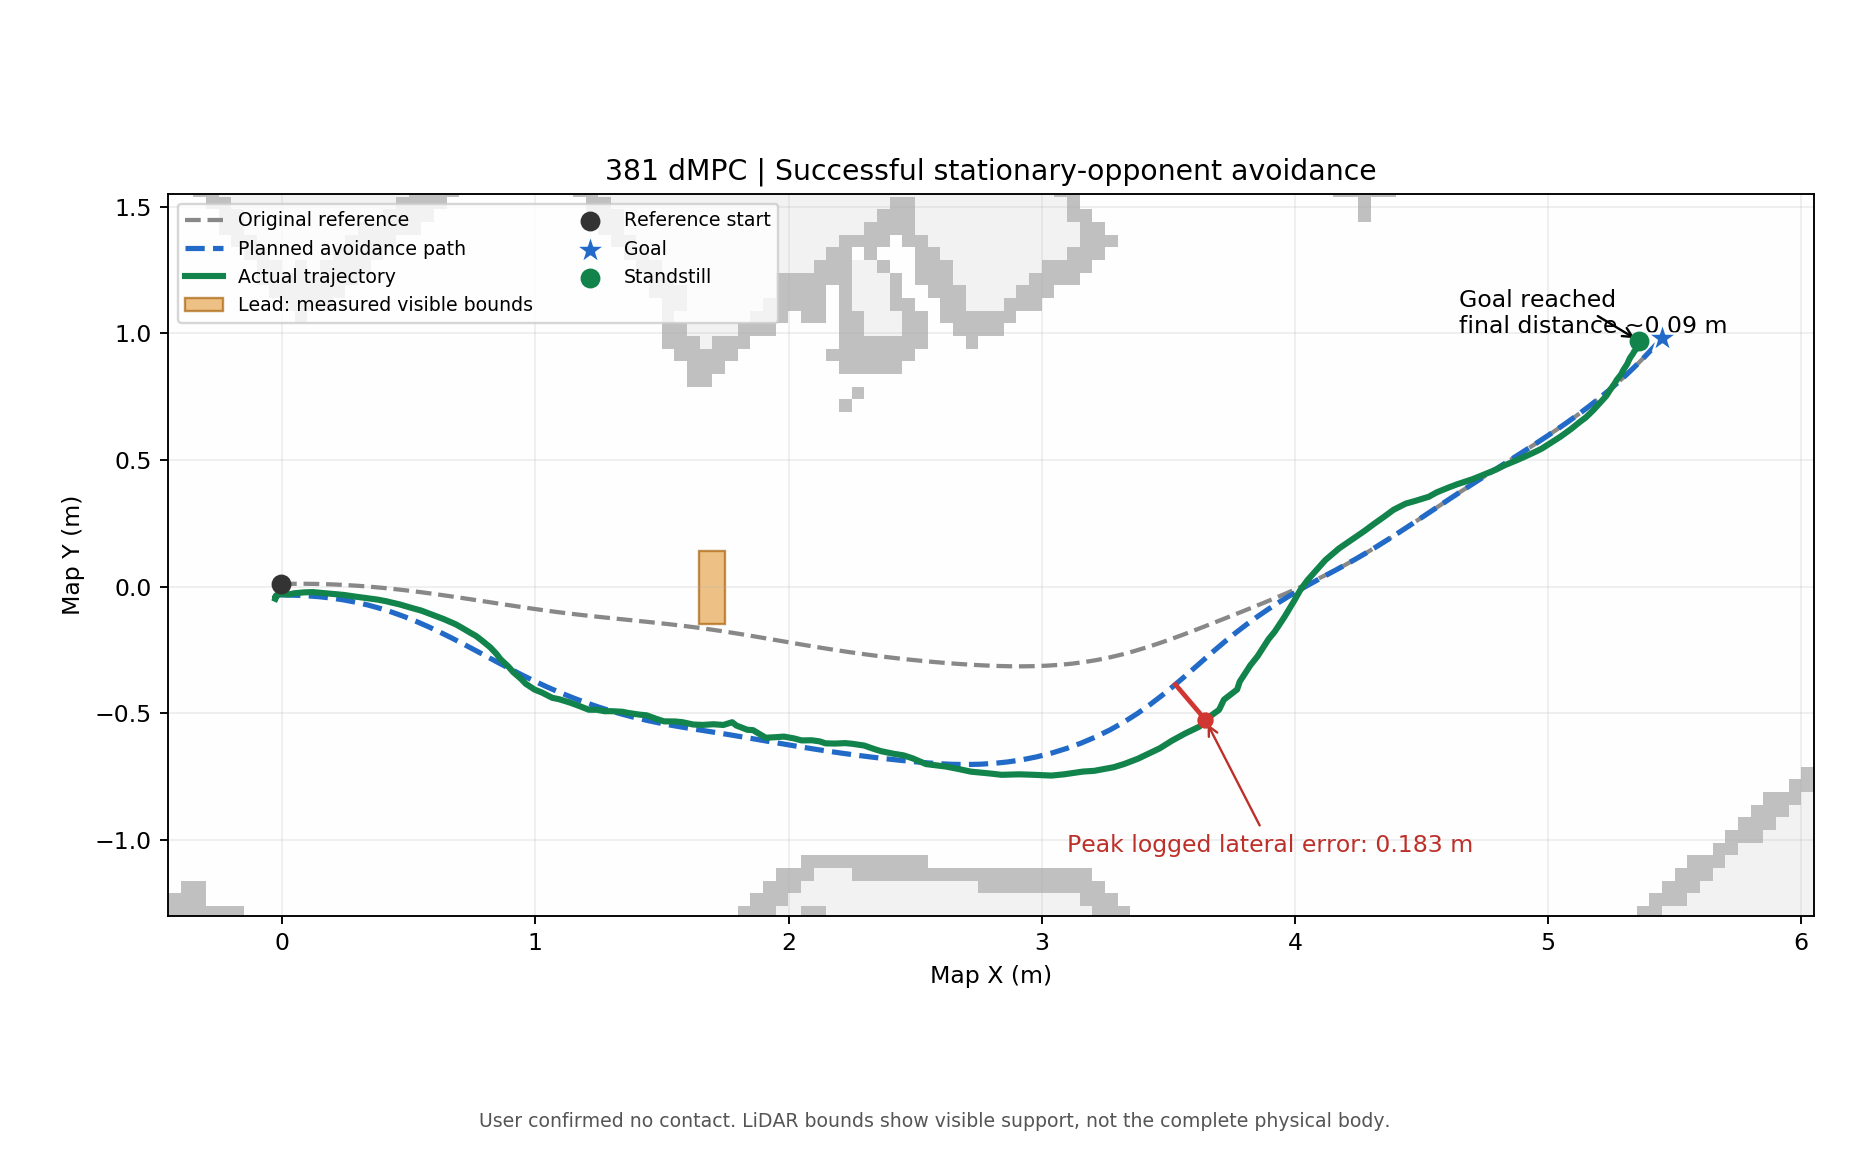 381 dMPC | Successful stationary-opponent avoidance
Original reference
Planned avoidance path
Actual trajectory
Lead: measured visible bounds
Reference start
Goal
Standstill
Goal reached
final distance ~0.09 m
Peak logged lateral error: 0.183 m
Map Y (m)
1.5
1.0
0.5
0.0
−0.5
−1.0
0 1 2 3 4 5 6
Map X (m)
User confirmed no contact. LiDAR bounds show visible support, not the complete physical body.